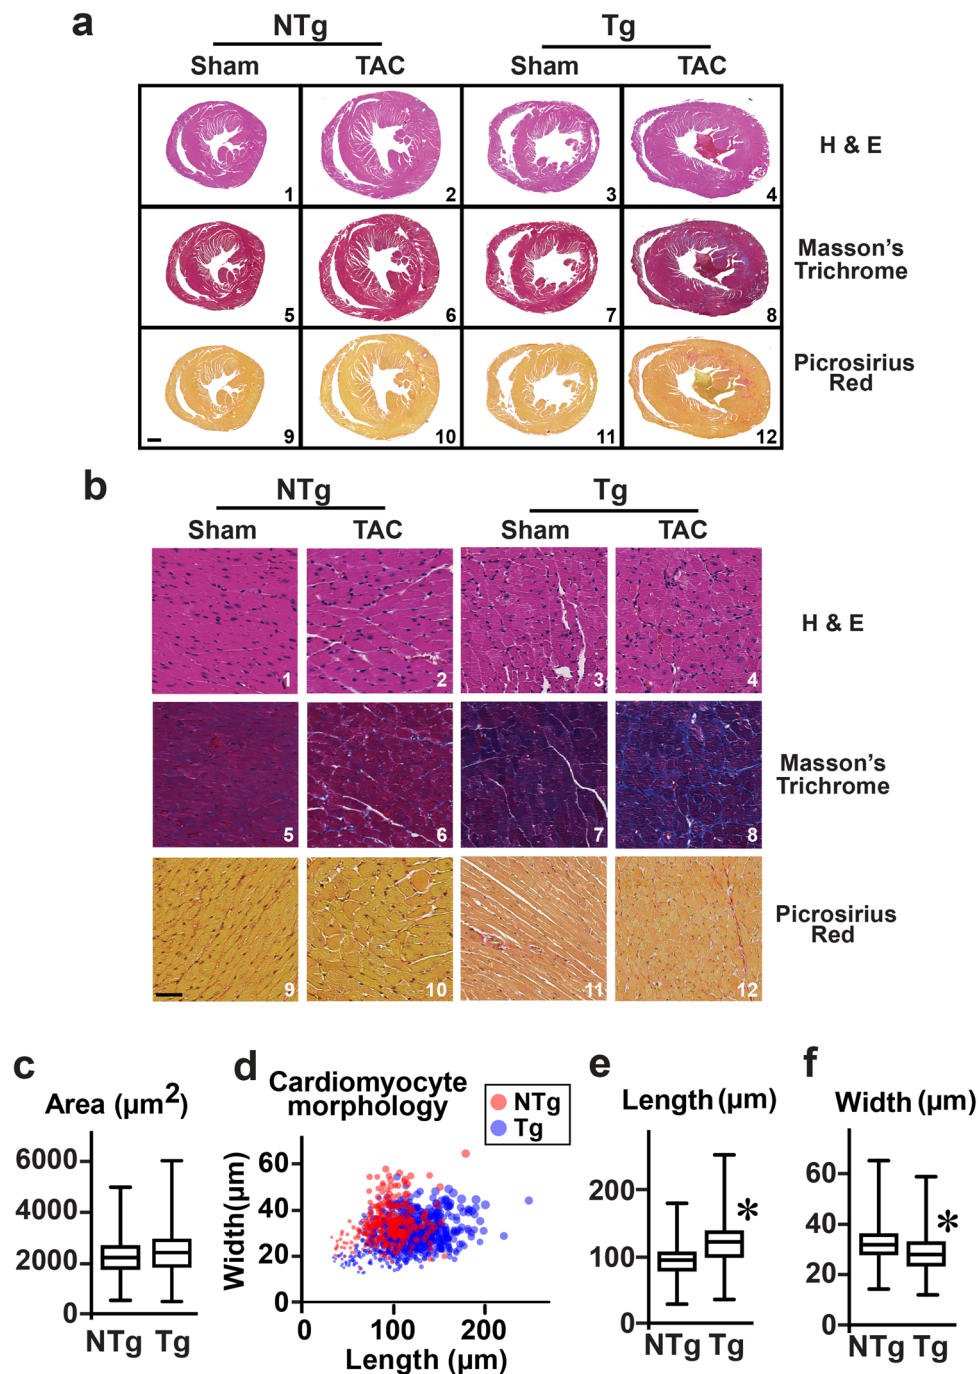 a
NTg Tg
Sham TAC Sham TAC
H & E
1 2 3 4
Masson's
Trichrome
5 6 7 8
Picrosirius
Red
9 10 11 12
b
NTg Tg
Sham TAC Sham TAC
H & E
1 2 3 4
Masson's
Trichrome
5 6 7 8
Picrosirius
Red
9 10 11 12
c
Area (µm²)
6000
4000
2000
0
NTg Tg
d
Cardiomyocyte
morphology
NTg
Tg
Width(µm)
60
40
20
0
0 100 200
Length (µm)
e
Length (µm)
200
100
0
*
NTg Tg
f
Width (µm)
60
40
20
0
*
NTg Tg